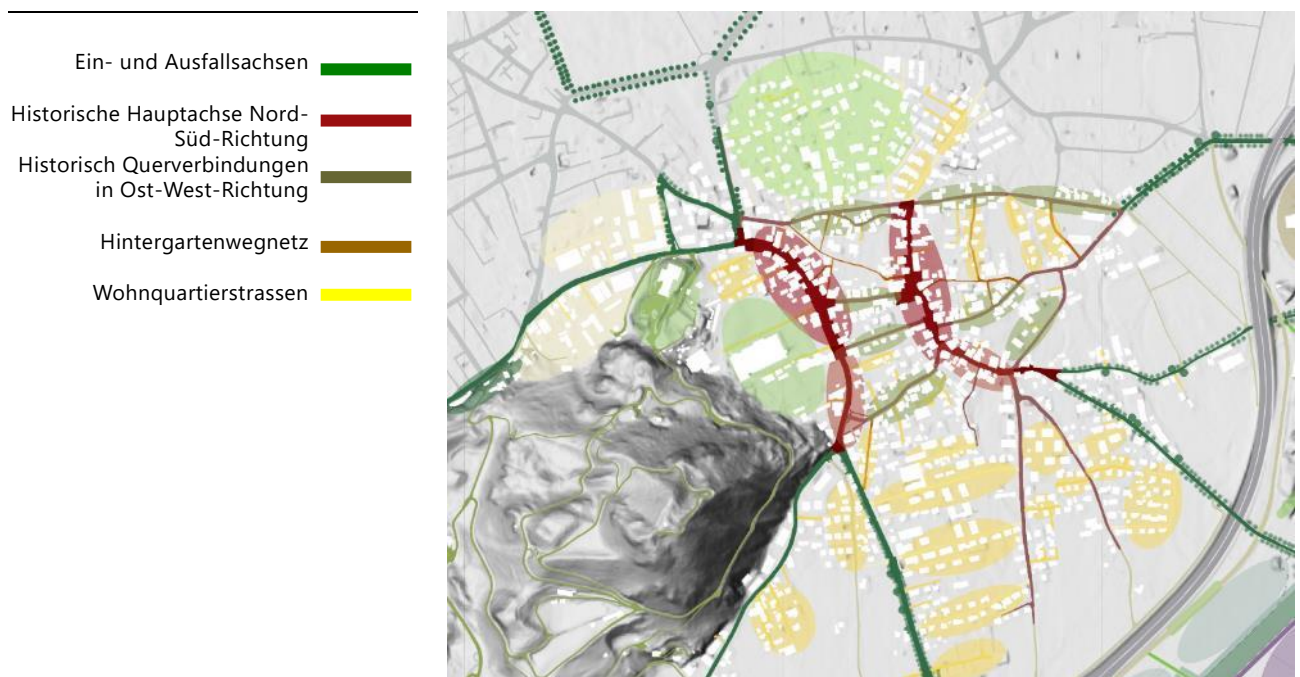 Ein- und Ausfallsachsen
Historische Hauptachse Nord-
Süd-Richtung
Historisch Querverbindungen
in Ost-West-Richtung
Hintergartenwegnetz
Wohnquartierstrassen